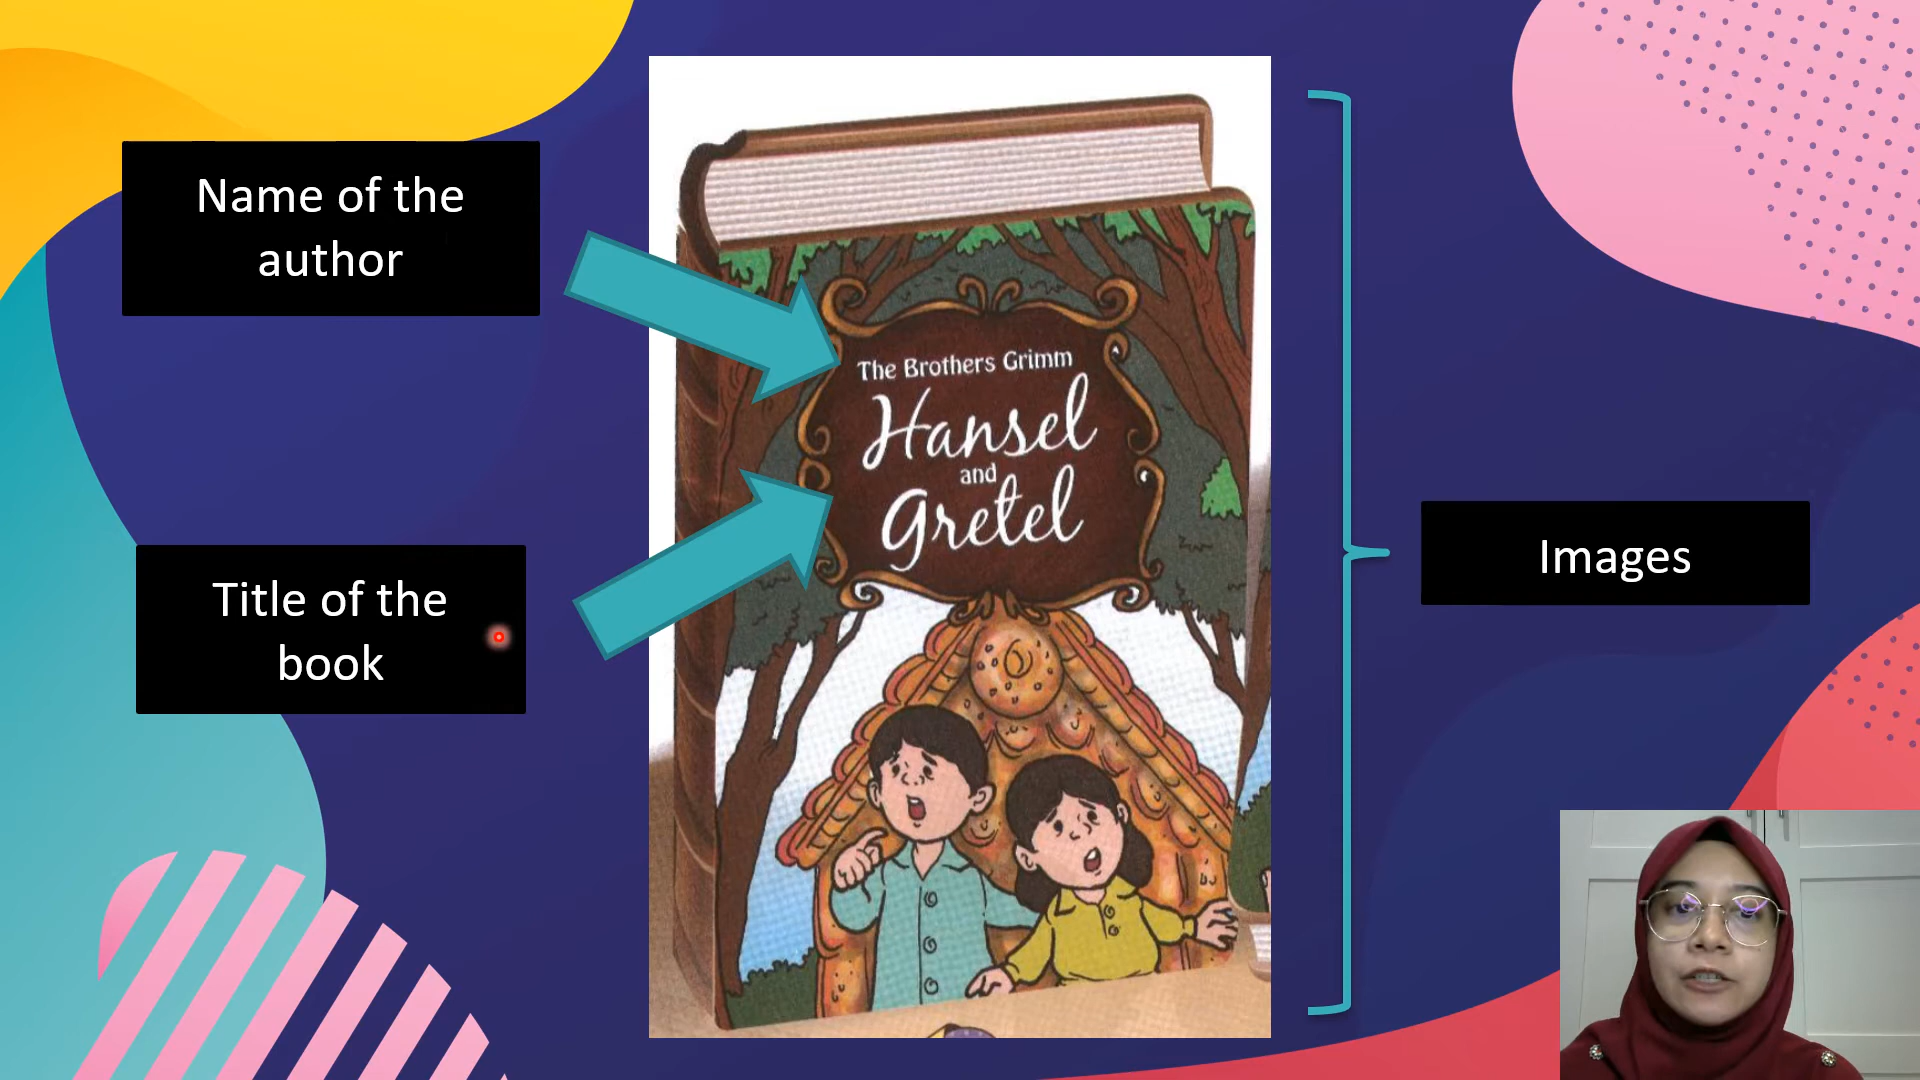 Name of the
author
The Brothers Grimm
Hansel
and
Gretel
Title of the
book
Images